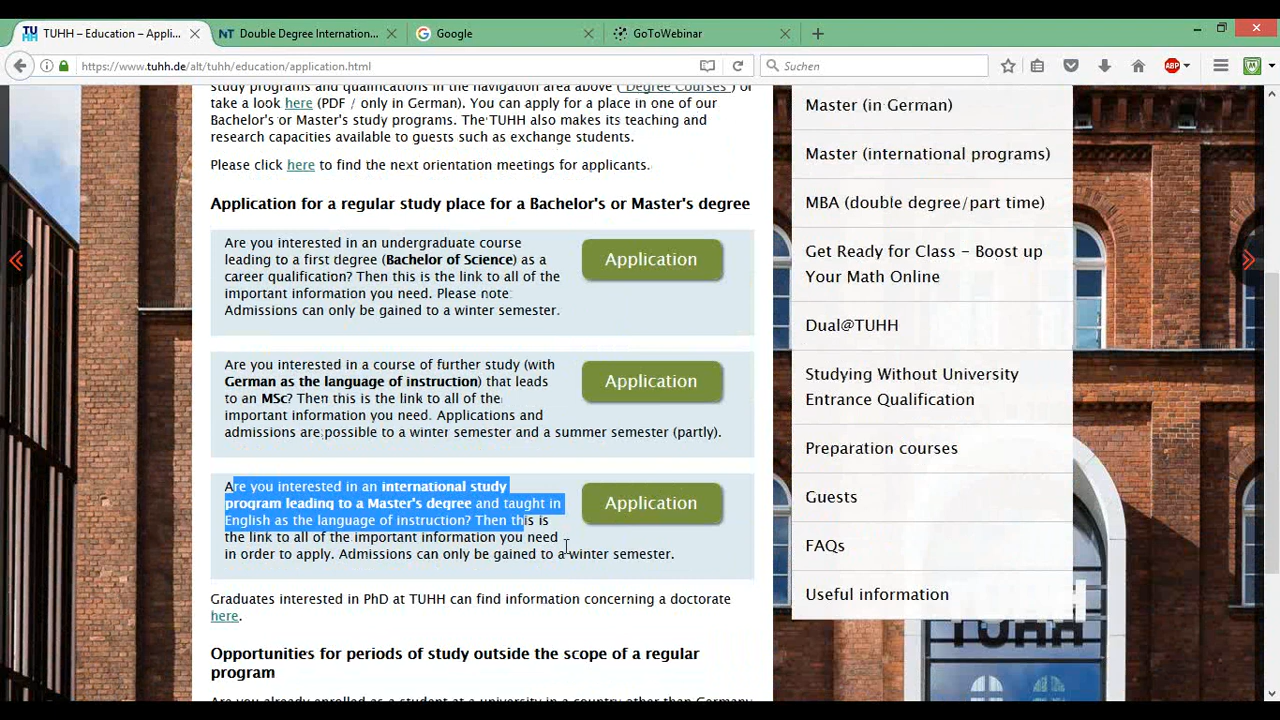 TUHH – Education – Appli...
Double Degree Internation...
Google
GoToWebinar
https://www.tuhh.de/alt/tuhh/education/application.html
Suchen
ABP
study programs and qualifications in the navigation area above ("Degree Courses") or
take a look here (PDF / only in German). You can apply for a place in one of our
Bachelor's or Master's study programs. The TUHH also makes its teaching and
research capacities available to guests such as exchange students.
Please click here to find the next orientation meetings for applicants.
Application for a regular study place for a Bachelor's or Master's degree
Are you interested in an undergraduate course
leading to a first degree (Bachelor of Science) as a
career qualification? Then this is the link to all of the
important information you need. Please note:
Admissions can only be gained to a winter semester.
Application
Are you interested in a course of further study (with
German as the language of instruction) that leads
to an MSc? Then this is the link to all of the
important information you need. Applications and
admissions are possible to a winter semester and a summer semester (partly).
Application
Are you interested in an international study
program leading to a Master's degree and taught in
English as the language of instruction? Then this is
the link to all of the important information you need
in order to apply. Admissions can only be gained to a winter semester.
Application
Graduates interested in PhD at TUHH can find information concerning a doctorate
here.
Opportunities for periods of study outside the scope of a regular
program
Master (in German)
Master (international programs)
MBA (double degree/part time)
Get Ready for Class – Boost up
Your Math Online
Dual@TUHH
Studying Without University
Entrance Qualification
Preparation courses
Guests
FAQs
Useful information
TUHH